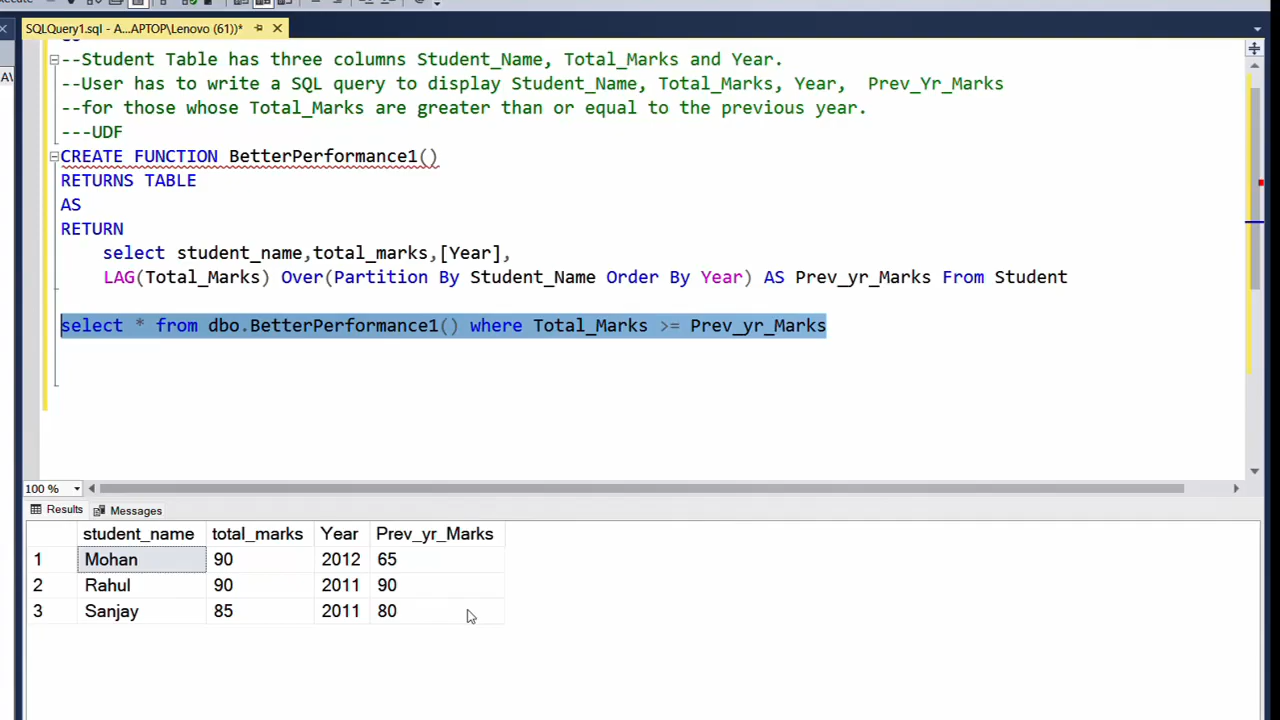 SQLQuery1.sql - A...APTOP\Lenovo (61))*
--Student Table has three columns Student_Name, Total_Marks and Year.
--User has to write a SQL query to display Student_Name, Total_Marks, Year,  Prev_Yr_Marks
--for those whose Total_Marks are greater than or equal to the previous year.
---UDF
CREATE FUNCTION BetterPerformance1()
RETURNS TABLE
AS
RETURN
select student_name,total_marks,[Year],
LAG(Total_Marks) Over(Partition By Student_Name Order By Year) AS Prev_yr_Marks From Student
select * from dbo.BetterPerformance1() where Total_Marks >= Prev_yr_Marks
100 %
Results Messages
student_name total_marks Year Prev_yr_Marks
1 Mohan 90 2012 65
2 Rahul 90 2011 90
3 Sanjay 85 2011 80